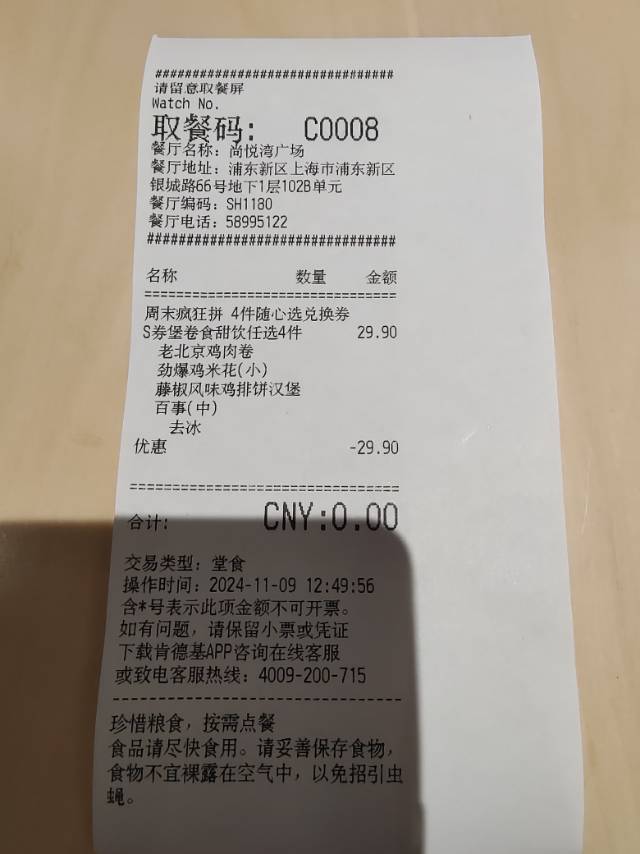 ################################
请留意取餐屏
Watch No.
取餐码: C0008
餐厅名称: 尚悦湾广场
餐厅地址: 浦东新区上海市浦东新区
银城路66号地下1层102B单元
餐厅编码: SH1180
餐厅电话: 58995122
################################
名称 数量 金额
================================
周末疯狂拼 4件随心选兑换券
S券堡卷食甜饮任选4件 29.90
老北京鸡肉卷
劲爆鸡米花(小)
藤椒风味鸡排饼汉堡
百事(中)
去冰
优惠 -29.90
================================
合计: CNY:0.00
交易类型: 堂食
操作时间: 2024-11-09 12:49:56
含*号表示此项金额不可开票。
如有问题, 请保留小票或凭证
下载肯德基APP咨询在线客服
或致电客服热线: 4009-200-715
--------------------------------
珍惜粮食, 按需点餐
食品请尽快食用。请妥善保存食物,
食物不宜裸露在空气中, 以免招引虫
蝇。